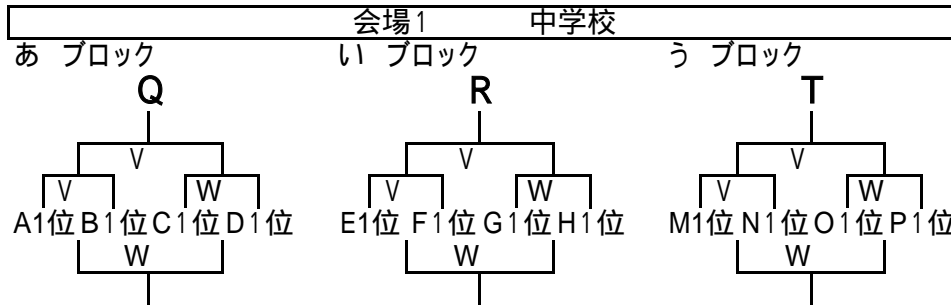 会場1 中学校
あ ブロック い ブロック う ブロック
Q R T
V V V
V W V W V W
A1位 B1位 C1位 D1位 E1位 F1位 G1位 H1位 M1位 N1位 O1位 P1位
W W W